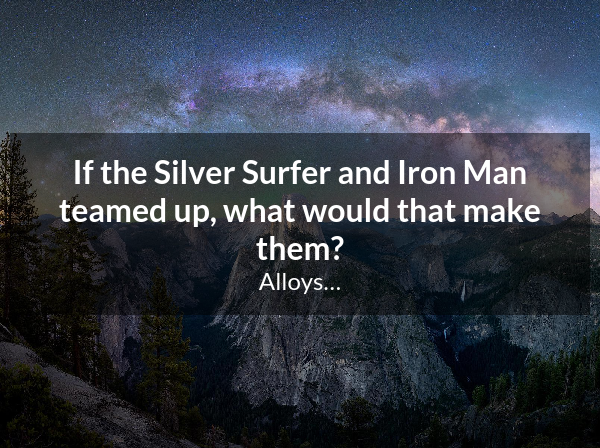 If the Silver Surfer and Iron Man
teamed up, what would that make
them?
Alloys...